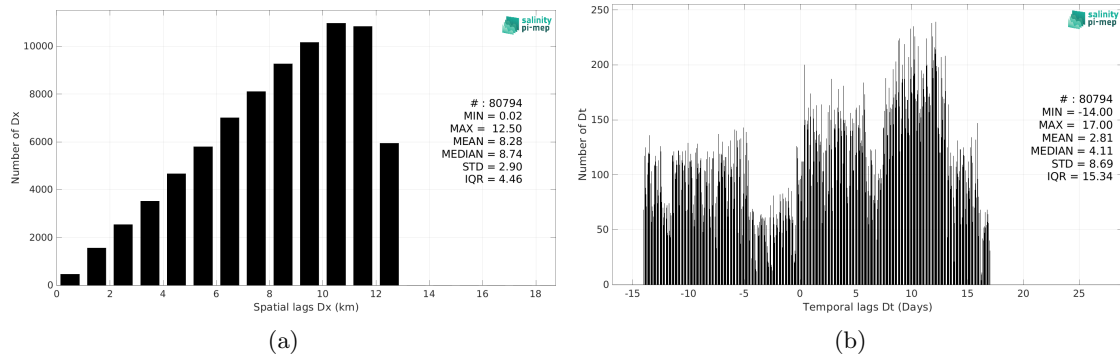 salinity
pi-mep
Number of Dx
10000
8000
6000
4000
2000
0
# : 80794
MIN = 0.02
MAX = 12.50
MEAN = 8.28
MEDIAN = 8.74
STD = 2.90
IQR = 4.46
0 2 4 6 8 10 12 14 16 18
Spatial lags Dx (km)
(a)
salinity
pi-mep
Number of Dt
250
200
150
100
50
0
# : 80794
MIN = -14.00
MAX = 17.00
MEAN = 2.81
MEDIAN = 4.11
STD = 8.69
IQR = 15.34
-15 -10 -5 0 5 10 15 20 25
Temporal lags Dt (Days)
(b)